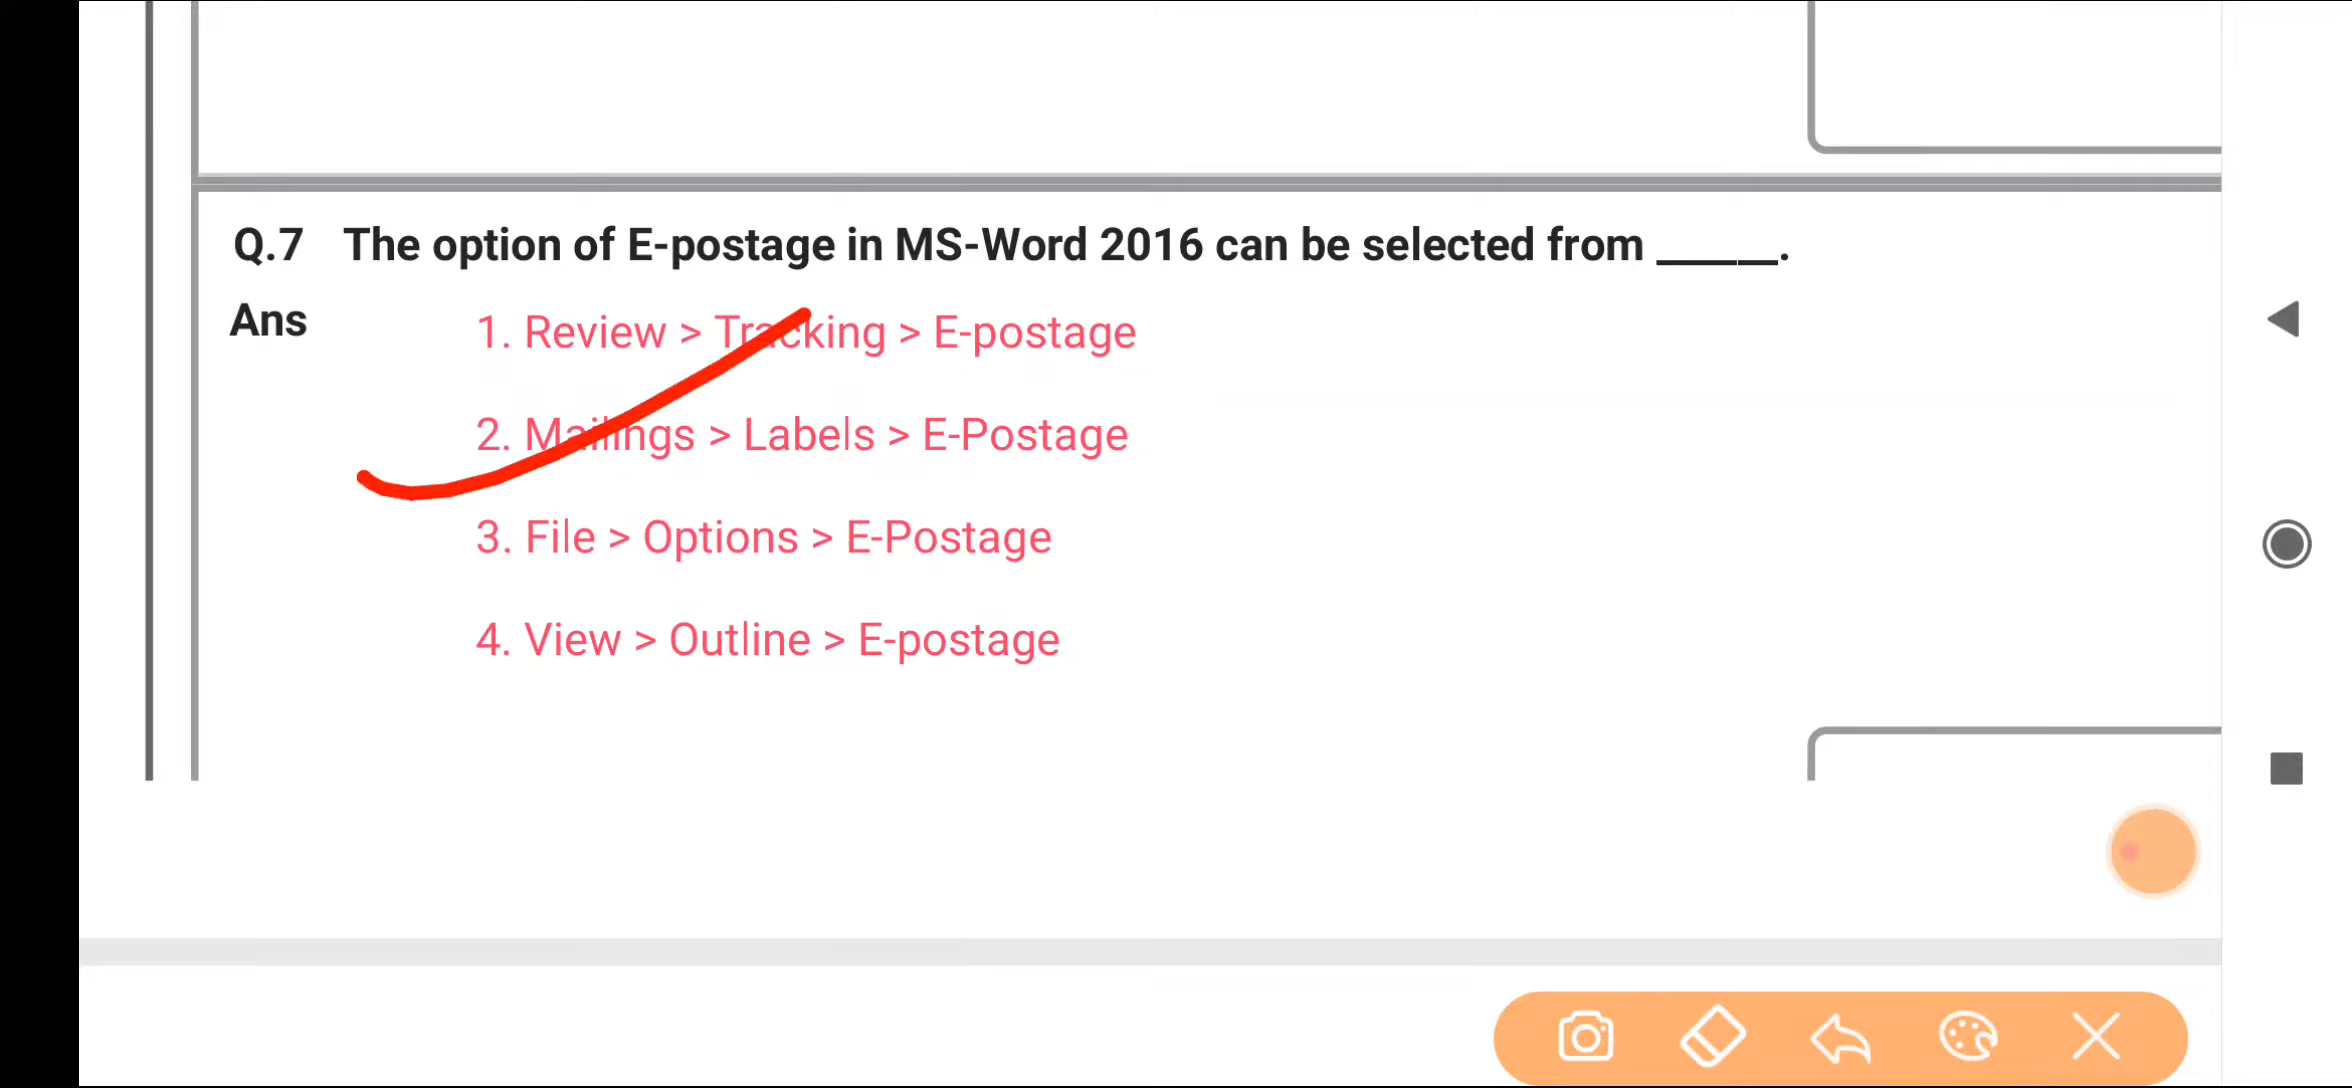 Q.7 The option of E-postage in MS-Word 2016 can be selected from ______.
Ans 1. Review > Tracking > E-postage
2. Mailings > Labels > E-Postage
3. File > Options > E-Postage
4. View > Outline > E-postage